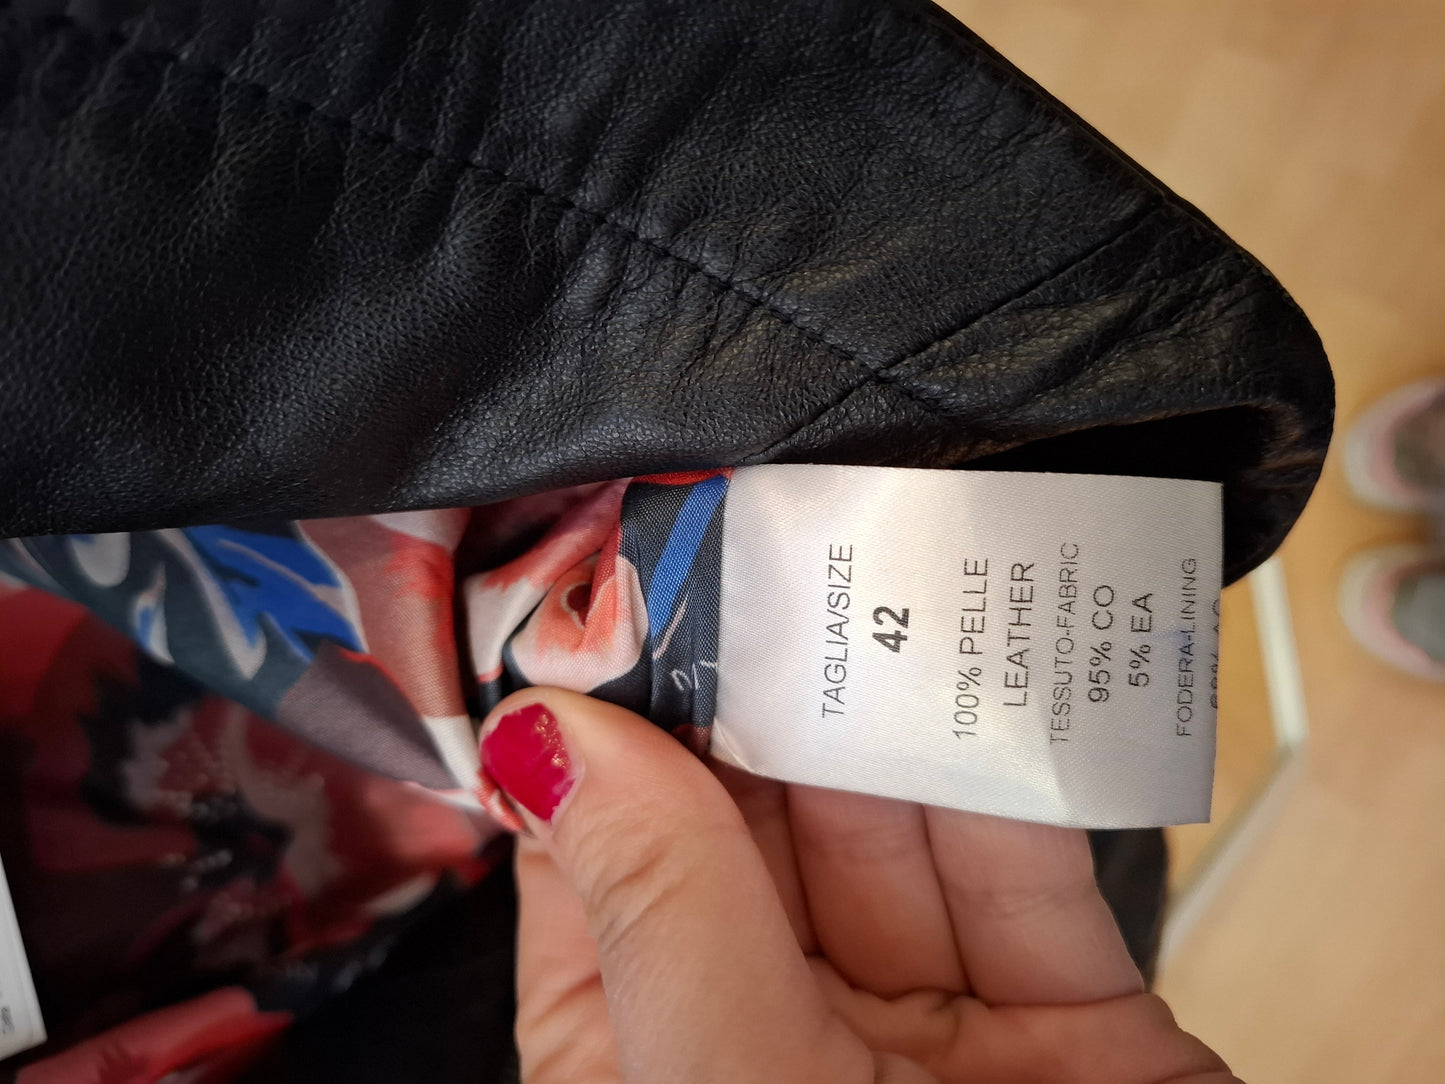 TAGLIA/SIZE
42
100% PELLE
LEATHER
TESSUTO-FABRIC
95% CO
5% EA
FODERA-LINING